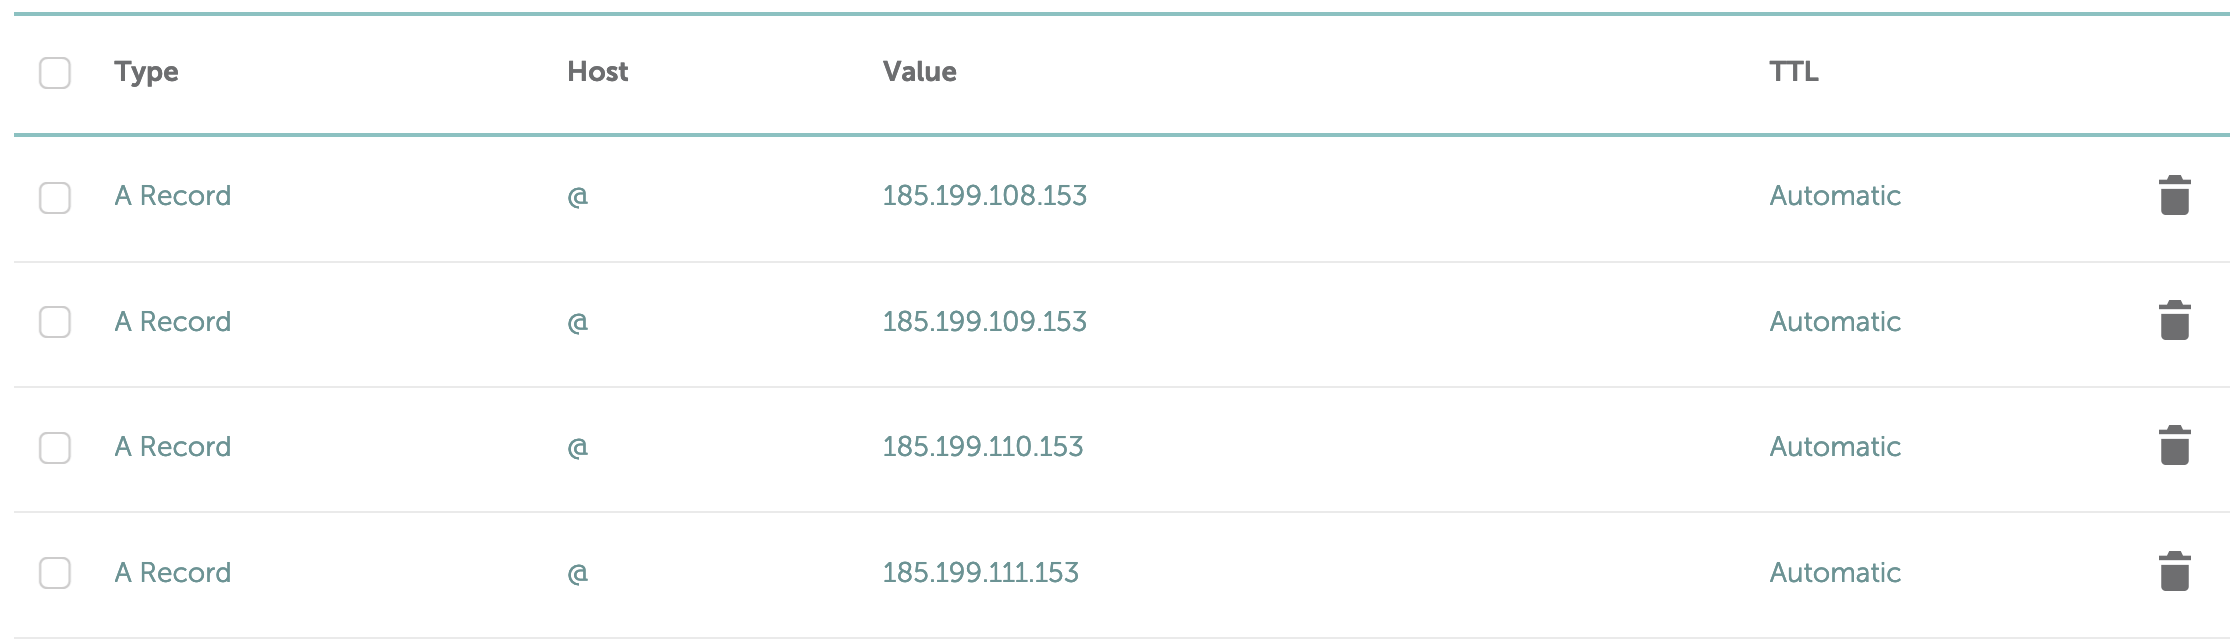 Type Host Value TTL
A Record @ 185.199.108.153 Automatic
A Record @ 185.199.109.153 Automatic
A Record @ 185.199.110.153 Automatic
A Record @ 185.199.111.153 Automatic